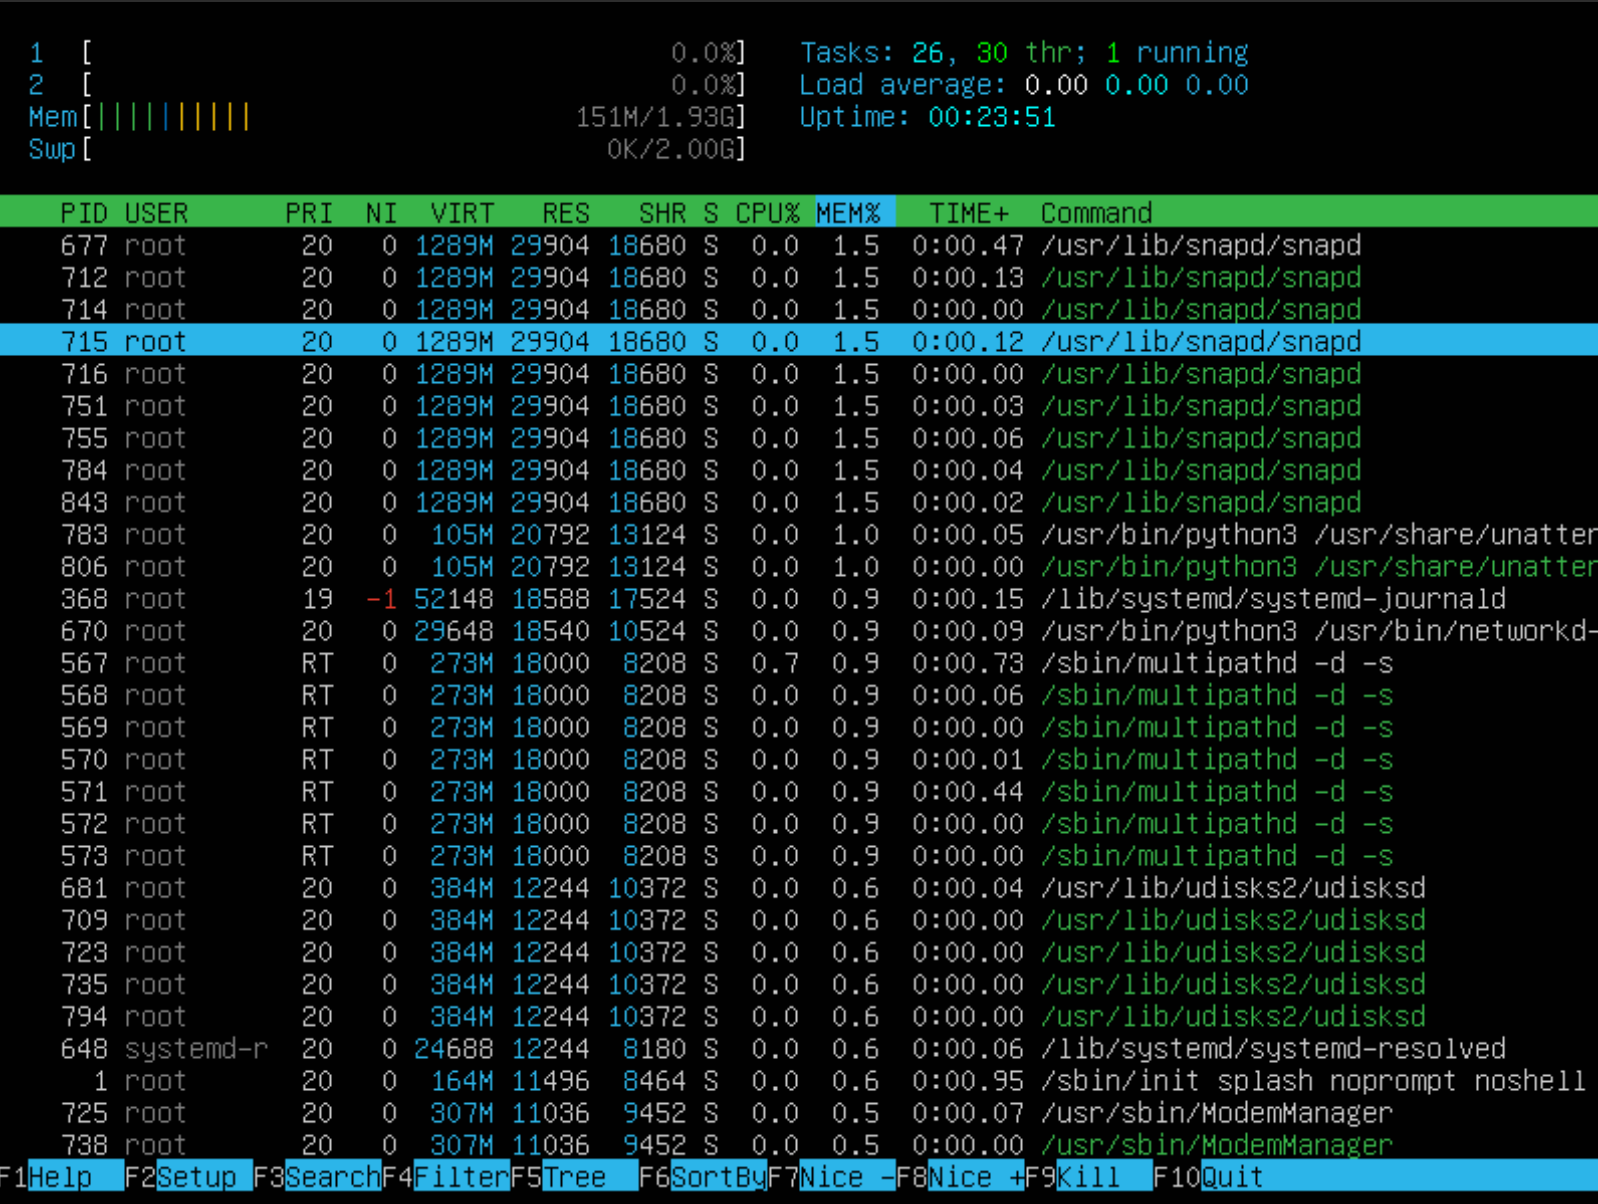 1 [ 0.0%] Tasks: 26, 30 thr; 1 running
2 [ 0.0%] Load average: 0.00 0.00 0.00
Mem[|||||||||| 151M/1.93G] Uptime: 00:23:51
Swp[ 0K/2.00G]
PID USER PRI NI VIRT RES SHR S CPU% MEM% TIME+ Command
677 root 20 0 1289M 29904 18680 S 0.0 1.5 0:00.47 /usr/lib/snapd/snapd
712 root 20 0 1289M 29904 18680 S 0.0 1.5 0:00.13 /usr/lib/snapd/snapd
714 root 20 0 1289M 29904 18680 S 0.0 1.5 0:00.00 /usr/lib/snapd/snapd
715 root 20 0 1289M 29904 18680 S 0.0 1.5 0:00.12 /usr/lib/snapd/snapd
716 root 20 0 1289M 29904 18680 S 0.0 1.5 0:00.00 /usr/lib/snapd/snapd
751 root 20 0 1289M 29904 18680 S 0.0 1.5 0:00.03 /usr/lib/snapd/snapd
755 root 20 0 1289M 29904 18680 S 0.0 1.5 0:00.06 /usr/lib/snapd/snapd
784 root 20 0 1289M 29904 18680 S 0.0 1.5 0:00.04 /usr/lib/snapd/snapd
843 root 20 0 1289M 29904 18680 S 0.0 1.5 0:00.02 /usr/lib/snapd/snapd
783 root 20 0 105M 20792 13124 S 0.0 1.0 0:00.05 /usr/bin/python3 /usr/share/unatter
806 root 20 0 105M 20792 13124 S 0.0 1.0 0:00.00 /usr/bin/python3 /usr/share/unatter
368 root 19 -1 52148 18588 17524 S 0.0 0.9 0:00.15 /lib/systemd/systemd-journald
670 root 20 0 29648 18540 10524 S 0.0 0.9 0:00.09 /usr/bin/python3 /usr/bin/networkd-
567 root RT 0 273M 18000 8208 S 0.7 0.9 0:00.73 /sbin/multipathd -d -s
568 root RT 0 273M 18000 8208 S 0.0 0.9 0:00.06 /sbin/multipathd -d -s
569 root RT 0 273M 18000 8208 S 0.0 0.9 0:00.00 /sbin/multipathd -d -s
570 root RT 0 273M 18000 8208 S 0.0 0.9 0:00.01 /sbin/multipathd -d -s
571 root RT 0 273M 18000 8208 S 0.0 0.9 0:00.44 /sbin/multipathd -d -s
572 root RT 0 273M 18000 8208 S 0.0 0.9 0:00.00 /sbin/multipathd -d -s
573 root RT 0 273M 18000 8208 S 0.0 0.9 0:00.00 /sbin/multipathd -d -s
681 root 20 0 384M 12244 10372 S 0.0 0.6 0:00.04 /usr/lib/udisks2/udisksd
709 root 20 0 384M 12244 10372 S 0.0 0.6 0:00.00 /usr/lib/udisks2/udisksd
723 root 20 0 384M 12244 10372 S 0.0 0.6 0:00.00 /usr/lib/udisks2/udisksd
735 root 20 0 384M 12244 10372 S 0.0 0.6 0:00.00 /usr/lib/udisks2/udisksd
794 root 20 0 384M 12244 10372 S 0.0 0.6 0:00.00 /usr/lib/udisks2/udisksd
648 systemd-r 20 0 24688 12244 8180 S 0.0 0.6 0:00.06 /lib/systemd/systemd-resolved
1 root 20 0 164M 11496 8464 S 0.0 0.6 0:00.95 /sbin/init splash noprompt noshell
725 root 20 0 307M 11036 9452 S 0.0 0.5 0:00.07 /usr/sbin/ModemManager
738 root 20 0 307M 11036 9452 S 0.0 0.5 0:00.00 /usr/sbin/ModemManager
F1Help F2Setup F3SearchF4FilterF5Tree F6SortByF7Nice -F8Nice +F9Kill F10Quit